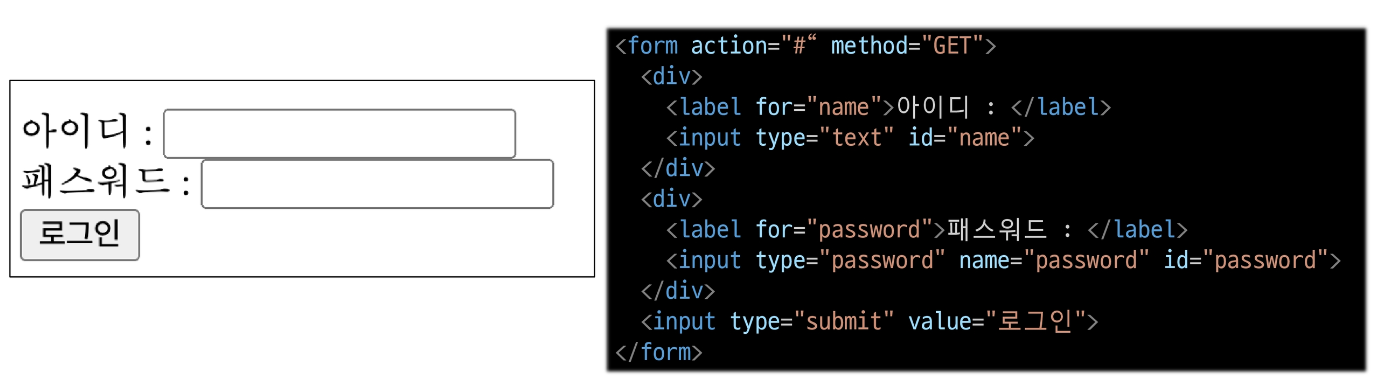 아이디 :
패스워드 :
로그인
<form action="#“ method="GET">
<div>
<label for="name">아이디 : </label>
<input type="text" id="name">
</div>
<div>
<label for="password">패스워드 : </label>
<input type="password" name="password" id="password">
</div>
<input type="submit" value="로그인">
</form>